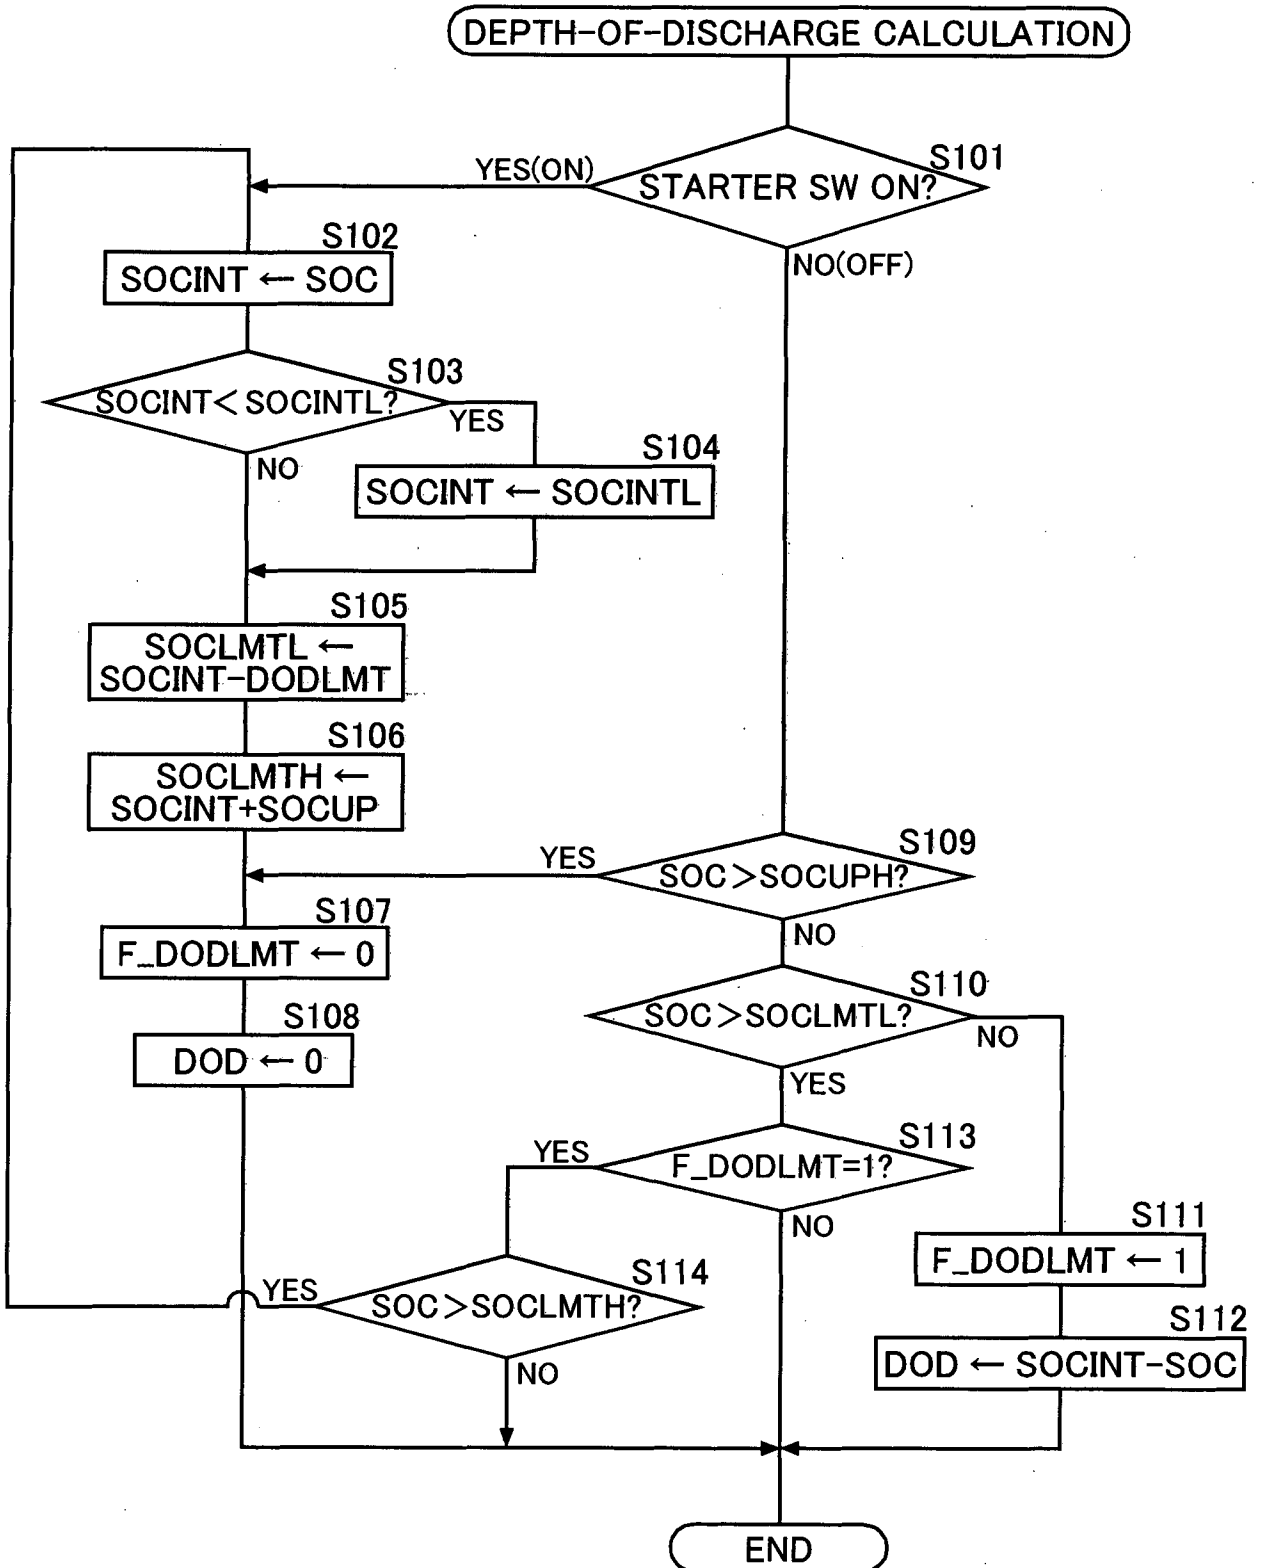 DEPTH-OF-DISCHARGE CALCULATION
S101
STARTER SW ON?
YES(ON)
NO(OFF)
S102
SOCINT ← SOC
S103
SOCINT<SOCINTL?
YES
NO
S104
SOCINT ← SOCINTL
S105
SOCLMTL ←
SOCINT-DODLMT
S106
SOCLMTH ←
SOCINT+SOCUP
S109
SOC>SOCUPH?
YES
NO
S107
F_DODLMT ← 0
S108
DOD ← 0
S110
SOC>SOCLMTL?
NO
YES
S113
F_DODLMT=1?
YES
NO
S111
F_DODLMT ← 1
S114
SOC>SOCLMTH?
YES
NO
S112
DOD ← SOCINT-SOC
END